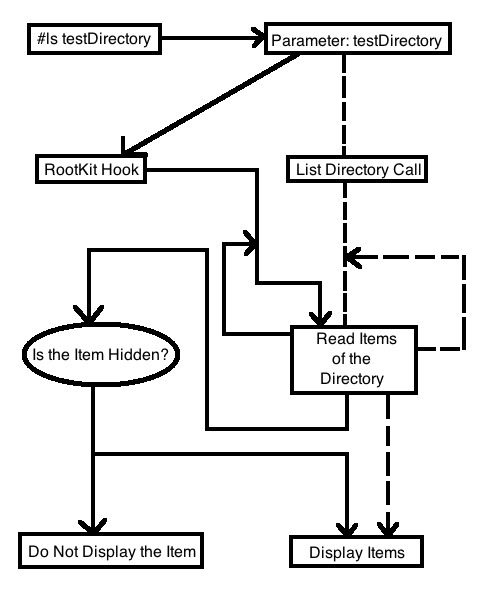 #ls testDirectory
Parameter: testDirectory
RootKit Hook
List Directory Call
Is the Item Hidden?
Read Items
of the
Directory
Do Not Display the Item
Display Items